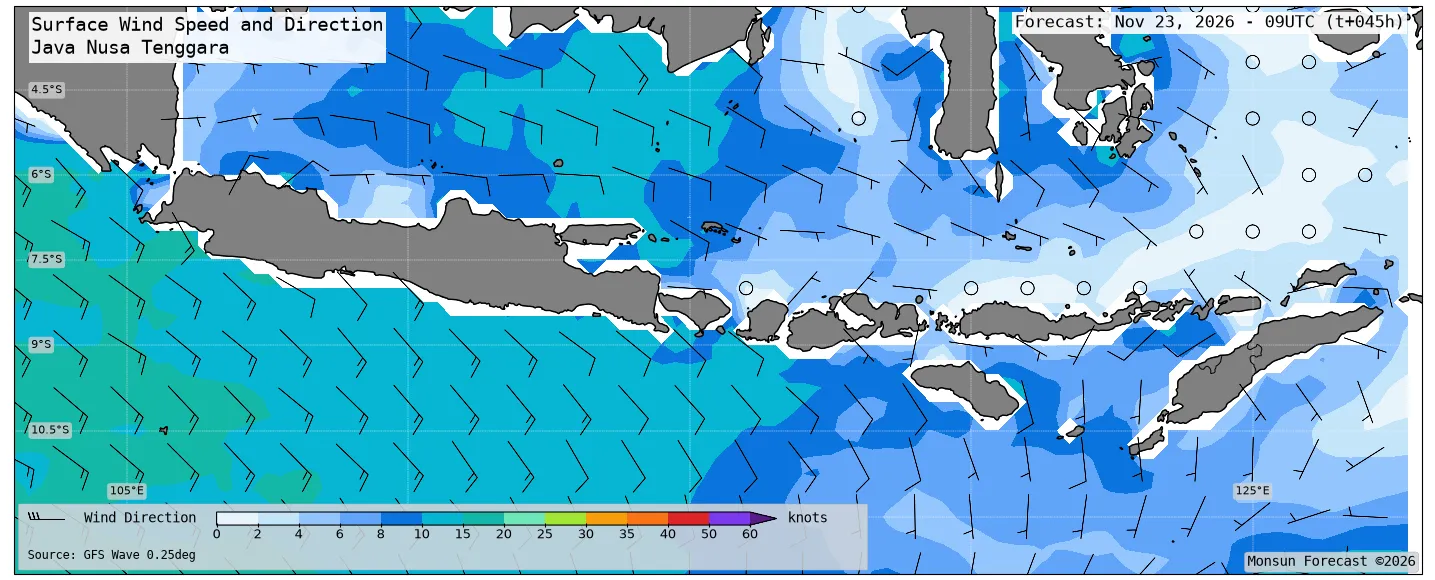 Surface Wind Speed and Direction
Java Nusa Tenggara
Forecast: Nov 23, 2026 - 09UTC (t+045h)
4.5°S
6°S
7.5°S
9°S
10.5°S
105°E
125°E
Wind Direction
0 2 4 6 8 10 15 20 25 30 35 40 50 60
knots
Source: GFS Wave 0.25deg
Monsun Forecast ©2026